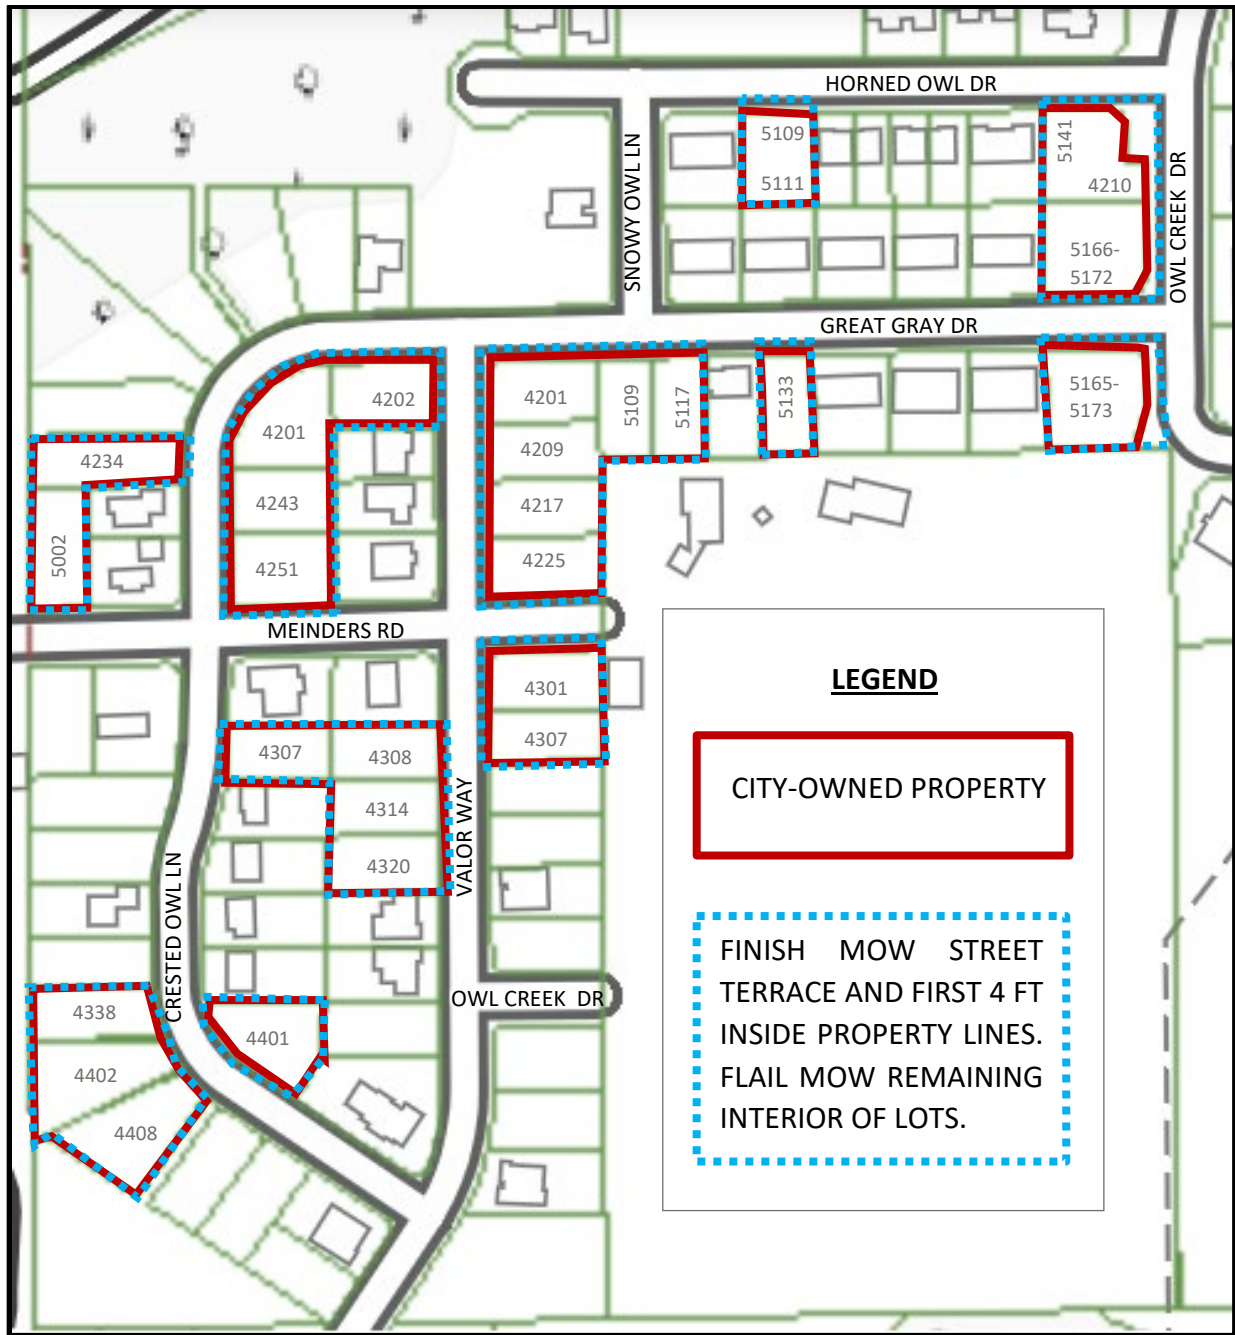 HORNED OWL DR
SNOWY OWL LN
5109
5111
5141
4210
5166-
5172
OWL CREEK DR
GREAT GRAY DR
4202
4201
4243
4251
4234
5002
4201
4209
4217
4225
5109
5117
5133
5165-
5173
MEINDERS RD
4301
4307
4307
4308
4314
4320
VALOR WAY
CRESTED OWL LN
OWL CREEK DR
4338
4402
4408
4401
LEGEND
CITY-OWNED PROPERTY
FINISH MOW STREET
TERRACE AND FIRST 4 FT
INSIDE PROPERTY LINES.
FLAIL MOW REMAINING
INTERIOR OF LOTS.